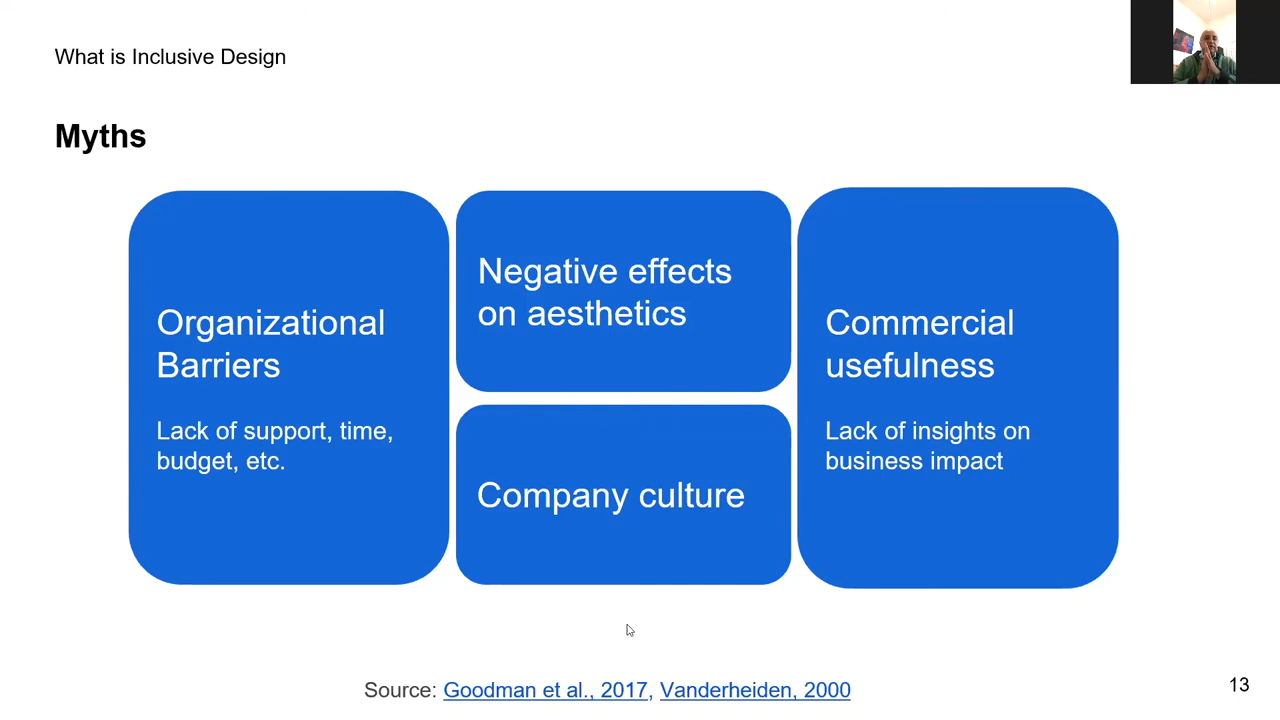 What is Inclusive Design
Myths
Organizational
Barriers
Lack of support, time,
budget, etc.
Negative effects
on aesthetics
Company culture
Commercial
usefulness
Lack of insights on
business impact
Source: Goodman et al., 2017, Vanderheiden, 2000
13